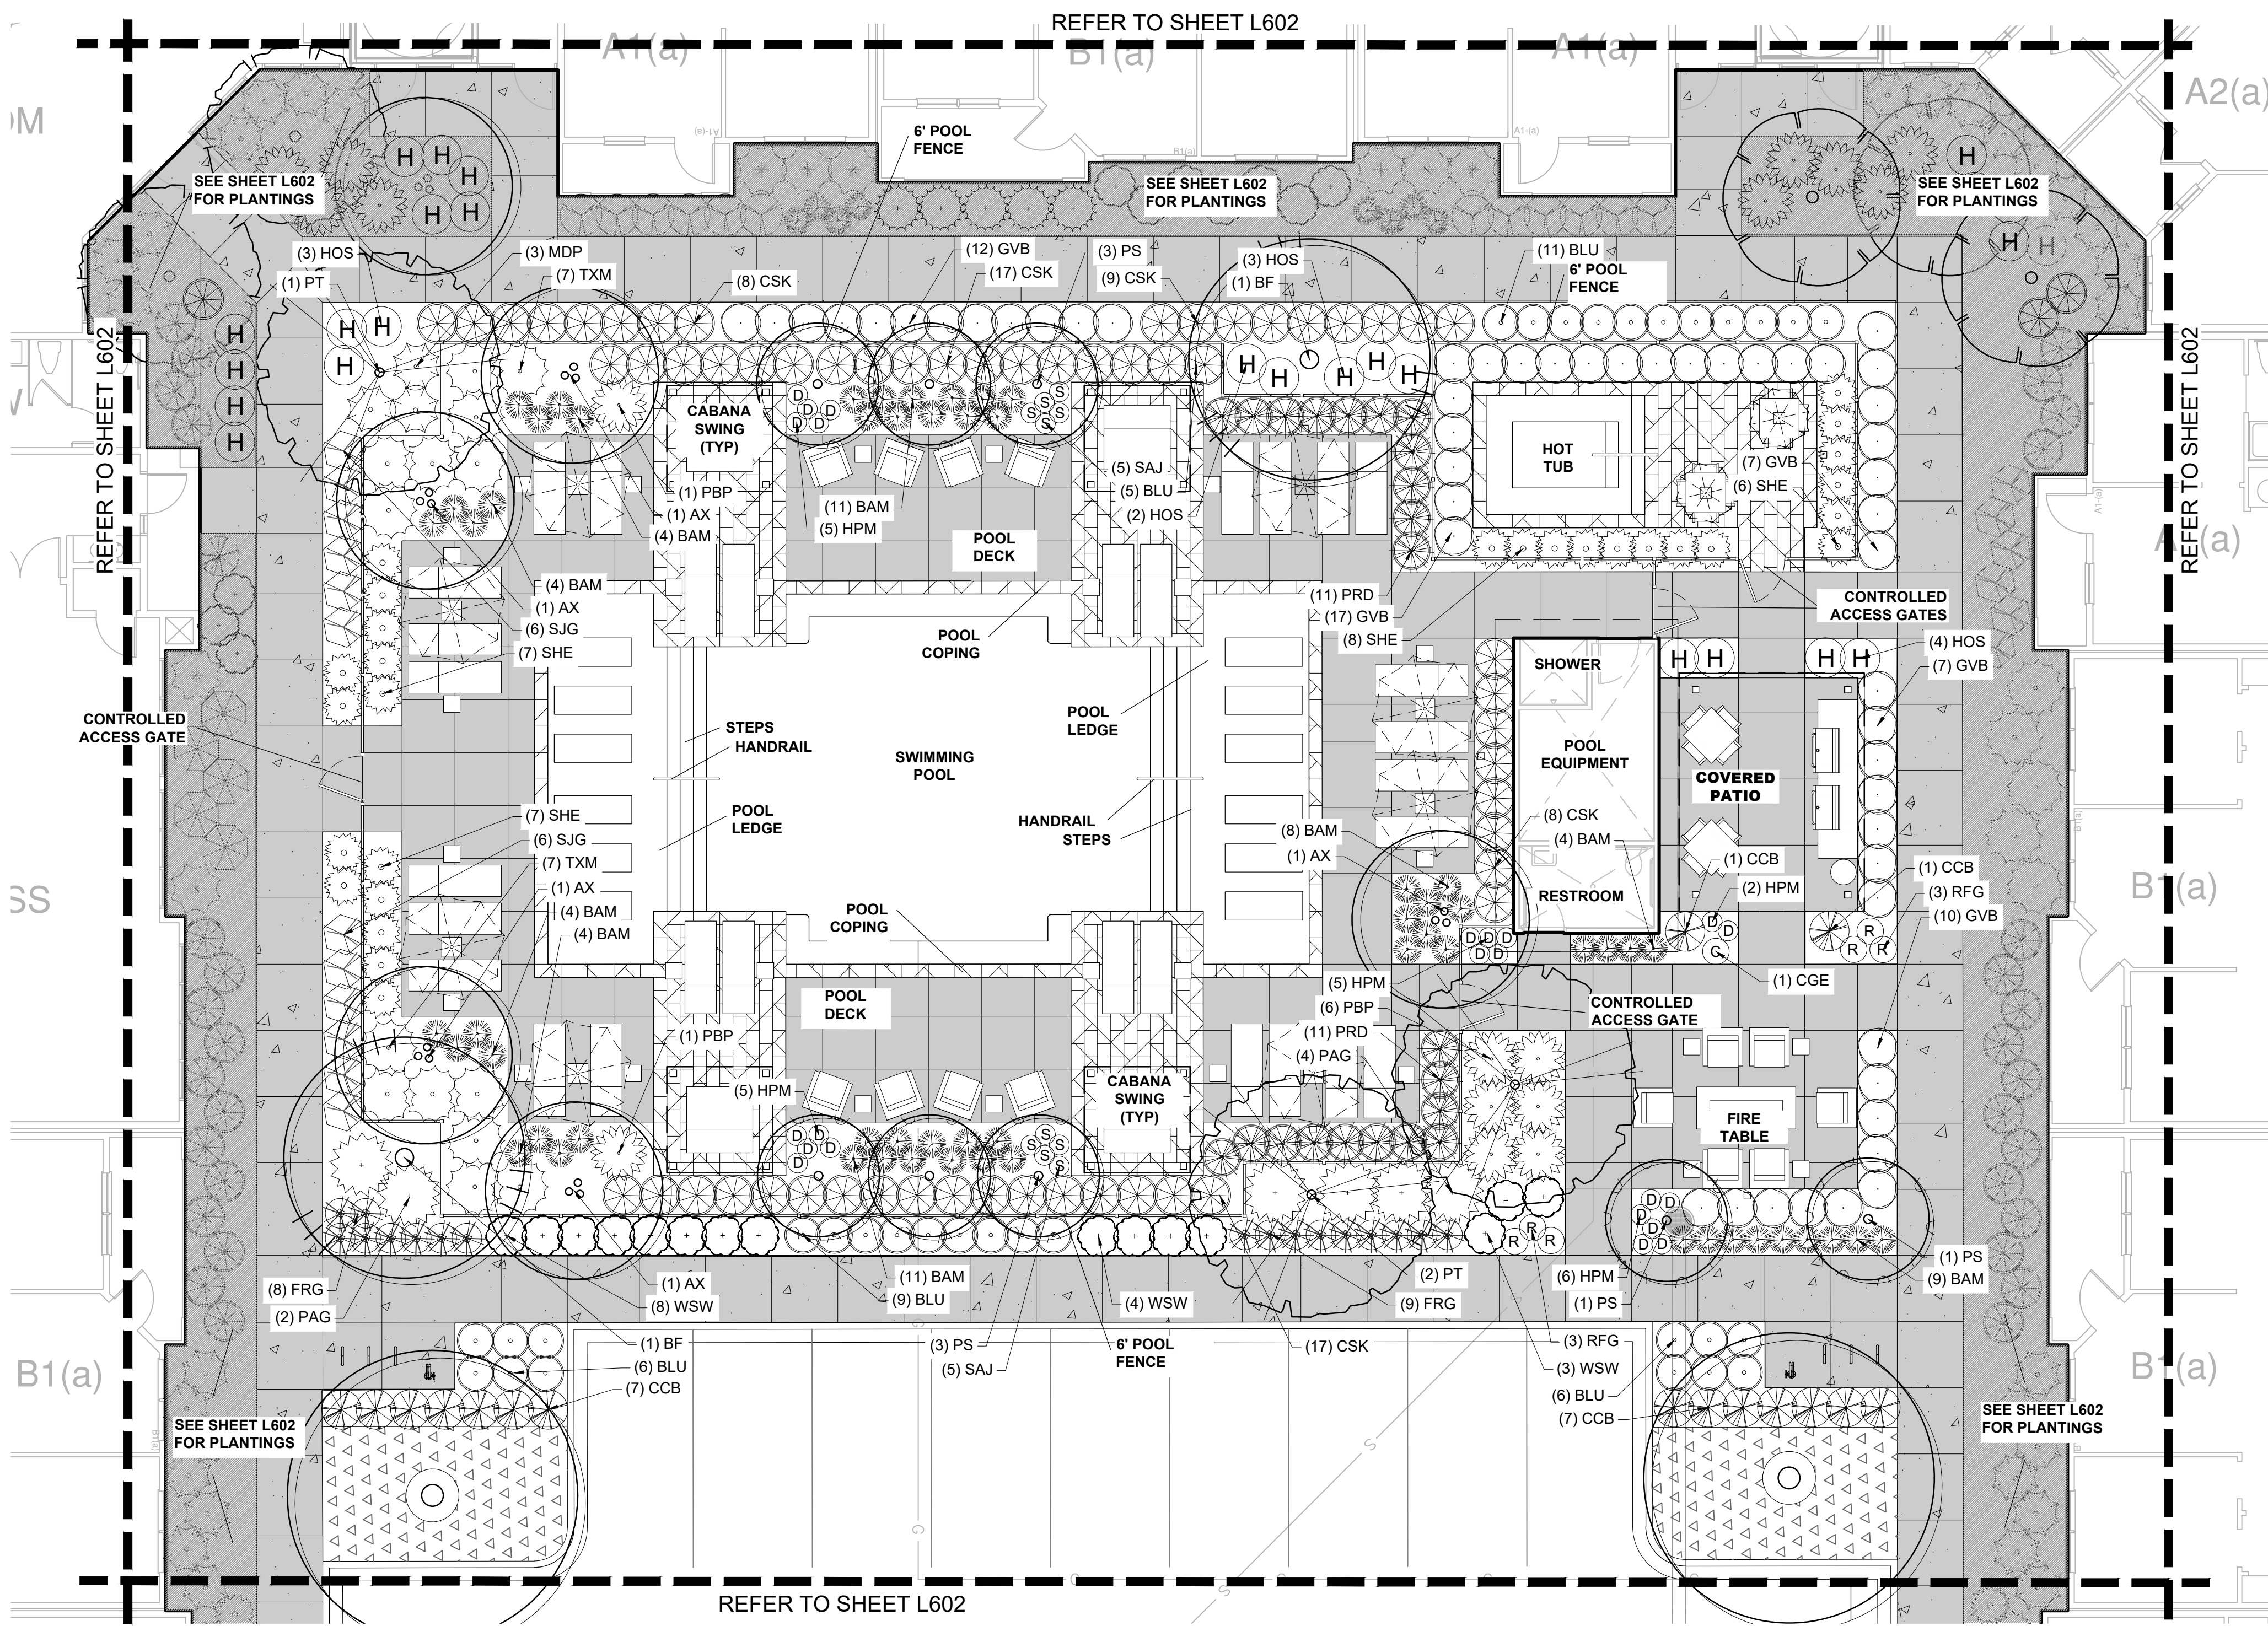 REFER TO SHEET L602
A1(a)
B1(a)
A1(a)
A2(a)
6' POOL
FENCE
A1-(a)
A1-(a)
B1(a)
SEE SHEET L602
FOR PLANTINGS
SEE SHEET L602
FOR PLANTINGS
SEE SHEET L602
FOR PLANTINGS
H H
H
H H
H
H H
(3) HOS
(1) PT
(3) MDP
(7) TXM
(8) CSK
(12) GVB
(17) CSK
(3) PS
(9) CSK
(3) HOS
(1) BF
(11) BLU
6' POOL
FENCE
REFER TO SHEET L602
REFER TO SHEET L602
H H
H
H
H
H
H
H H H H H
D D D D D
S S S S S
CABANA
SWING
(TYP)
HOT
TUB
(7) GVB
(6) SHE
(5) SAJ
(5) BLU
(2) HOS
(1) PBP
(1) AX
(4) BAM
(11) BAM
(5) HPM
POOL
DECK
A1-(a)
(4) BAM
(1) AX
(6) SJG
(7) SHE
(11) PRD
(17) GVB
(8) SHE
CONTROLLED
ACCESS GATES
POOL
COPING
(4) HOS
(7) GVB
SHOWER
H H H H
CONTROLLED
ACCESS GATE
STEPS
HANDRAIL
POOL
LEDGE
SWIMMING
POOL
POOL
EQUIPMENT
COVERED
PATIO
(7) SHE
(6) SJG
(7) TXM
(1) AX
(4) BAM
(4) BAM
POOL
LEDGE
HANDRAIL
STEPS
(8) BAM
(1) AX
(8) CSK
(4) BAM
(1) CCB
(2) HPM
(1) CCB
(3) RFG
(10) GVB
B1(a)
B1(a)
RESTROOM
POOL
COPING
D D D
D D
D D
G
R
R R
(1) CGE
(5) HPM
(6) PBP
(11) PRD
(4) PAG
CONTROLLED
ACCESS GATE
POOL
DECK
(1) PBP
(5) HPM
CABANA
SWING
(TYP)
FIRE
TABLE
D D D D D
S S S S S
D D D D D D
R R R
(8) FRG
(2) PAG
(1) AX
(8) WSW
(11) BAM
(9) BLU
(4) WSW
(2) PT
(9) FRG
(6) HPM
(1) PS
(1) PS
(9) BAM
(1) BF
(6) BLU
(7) CCB
(3) PS
(5) SAJ
6' POOL
FENCE
(17) CSK
(3) RFG
(3) WSW
(6) BLU
(7) CCB
B1(a)
B1(a)
B1(a)
SEE SHEET L602
FOR PLANTINGS
SEE SHEET L602
FOR PLANTINGS
G
S
G
S
REFER TO SHEET L602